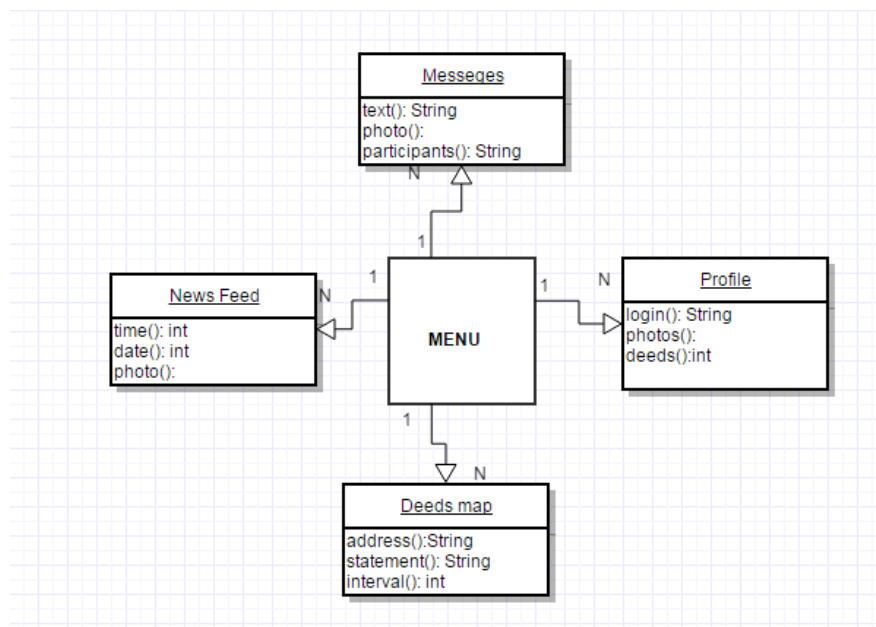 Messeges
text(): String
photo():
participants(): String
N
1
1
N
News Feed
time(): int
date(): int
photo():
MENU
1
N
Profile
login(): String
photos():
deeds():int
1
N
Deeds map
address():String
statement(): String
interval(): int